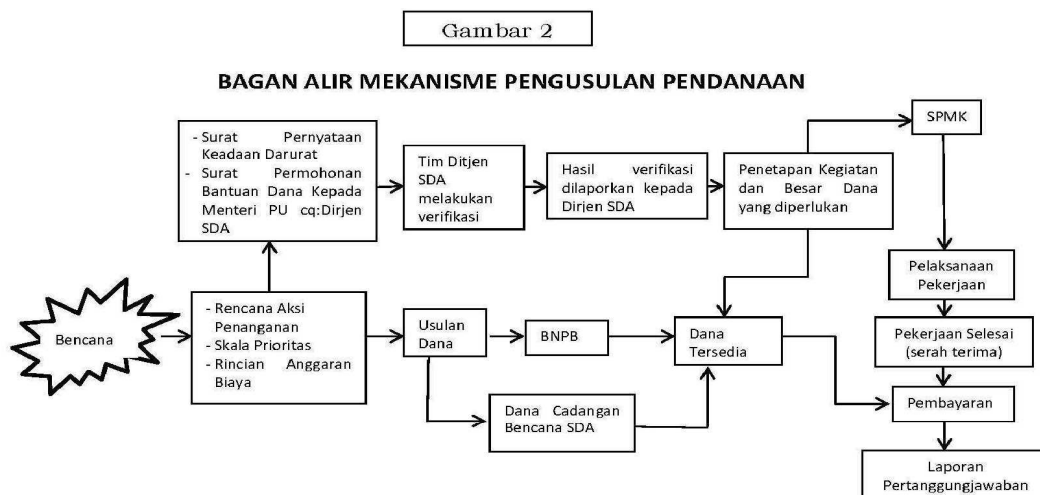 Gambar 2
BAGAN ALIR MEKANISME PENGUSULAN PENDANAAN
- Surat Pernyataan
Keadaan Darurat
- Surat Permohonan
Bantuan Dana Kepada
Menteri PU cq:Dirjen
SDA
Tim Ditjen
SDA
melakukan
verifikasi
Hasil verifikasi
dilaporkan kepada
Dirjen SDA
Penetapan Kegiatan
dan Besar Dana
yang diperlukan
SPMK
Pelaksanaan
Pekerjaan
Pekerjaan Selesai
(serah terima)
Pembayaran
Laporan
Pertanggungjawaban
Bencana
- Rencana Aksi
Penanganan
- Skala Prioritas
- Rincian Anggaran
Biaya
Usulan
Dana
BNPB
Dana
Tersedia
Dana Cadangan
Bencana SDA